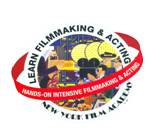 LEARN FILMMAKING & ACTING
HANDS-ON INTENSIVE FILMMAKING & ACTING
NEW YORK FILM ACADEMY